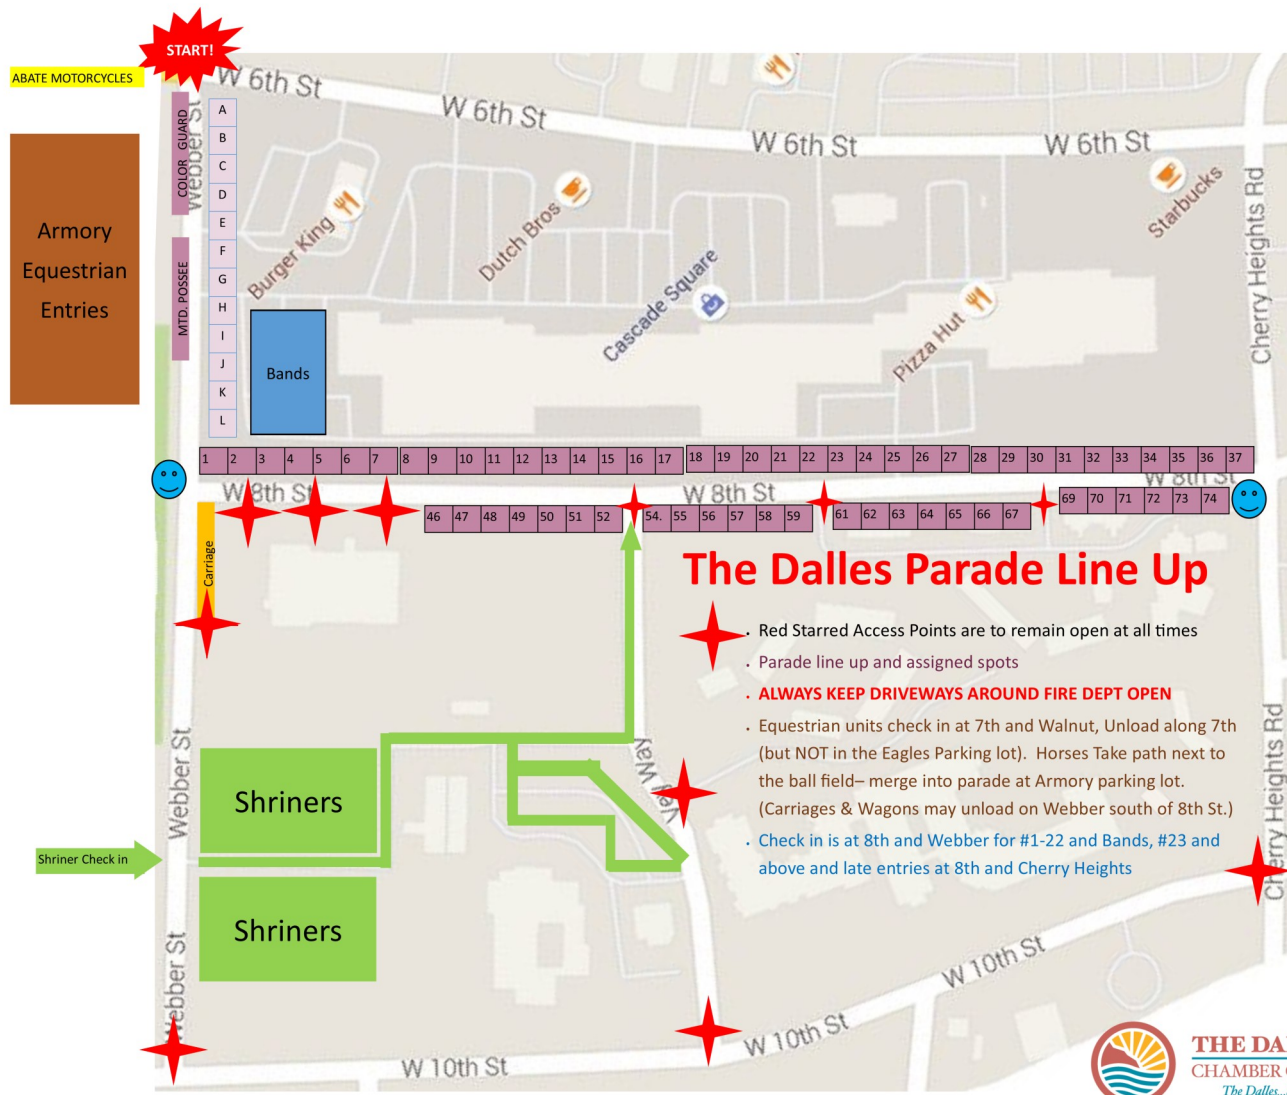 START!
ABATE MOTORCYCLES
W 6th St
W 6th St
W 6th St
W 6th St
COLOR GUARD
MTD. POSSEE
Webber St
A
B
C
D
E
F
G
H
I
J
K
L
Armory
Equestrian
Entries
Burger King
Dutch Bros
Cascade Square
Pizza Hut
Starbucks
Cherry Heights Rd
Bands
1 2 3 4 5 6 7 8 9 10 11 12 13 14 15 16 17 18 19 20 21 22 23 24 25 26 27 28 29 30 31 32 33 34 35 36 37
W 8th St
W 8th St
W 8th St
46 47 48 49 50 51 52 54. 55 56 57 58 59 61 62 63 64 65 66 67 69 70 71 72 73 74
Carriage
The Dalles Parade Line Up
• Red Starred Access Points are to remain open at all times
• Parade line up and assigned spots
• ALWAYS KEEP DRIVEWAYS AROUND FIRE DEPT OPEN
• Equestrian units check in at 7th and Walnut, Unload along 7th
(but NOT in the Eagles Parking lot). Horses Take path next to
the ball field– merge into parade at Armory parking lot.
(Carriages & Wagons may unload on Webber south of 8th St.)
• Check in is at 8th and Webber for #1-22 and Bands, #23 and
above and late entries at 8th and Cherry Heights
Webber St
Way
Cherry Heights Rd
Shriners
Shriner Check in
Shriners
Webber St
W 10th St
W 10th St
W 10th St
THE DA
CHAMBER
The Dalles...